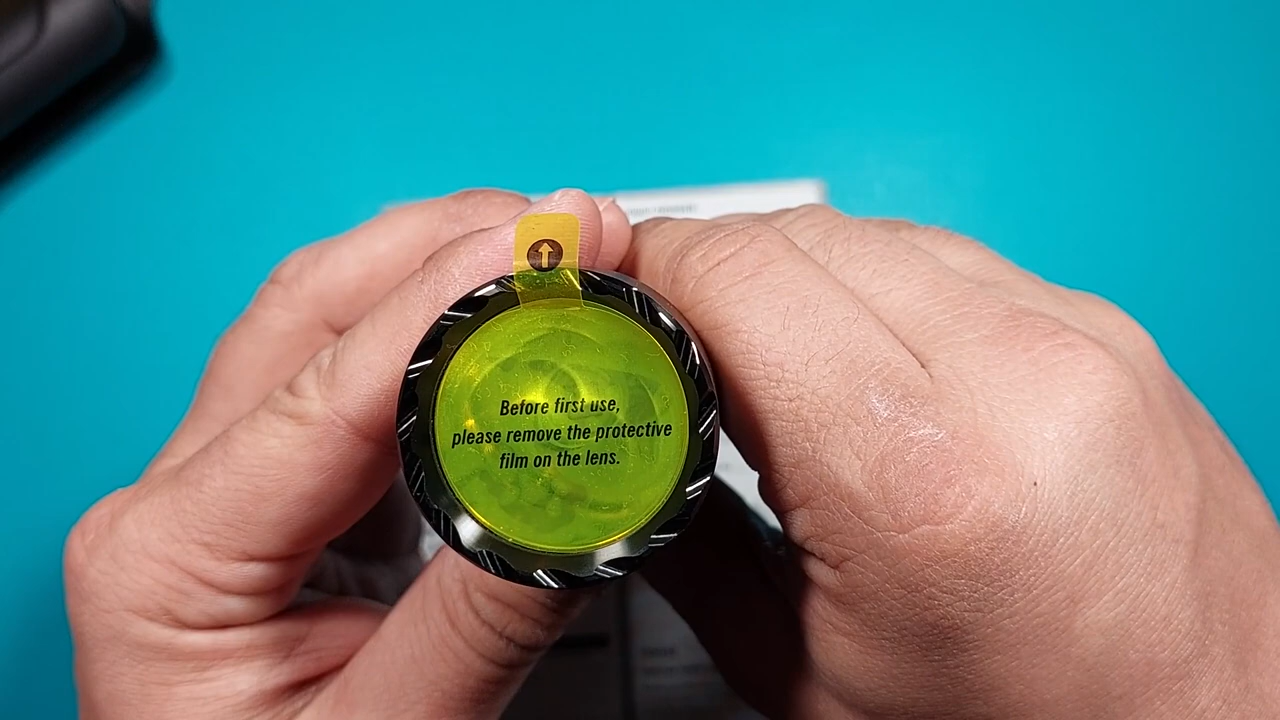 Before first use,
please remove the protective
film on the lens.